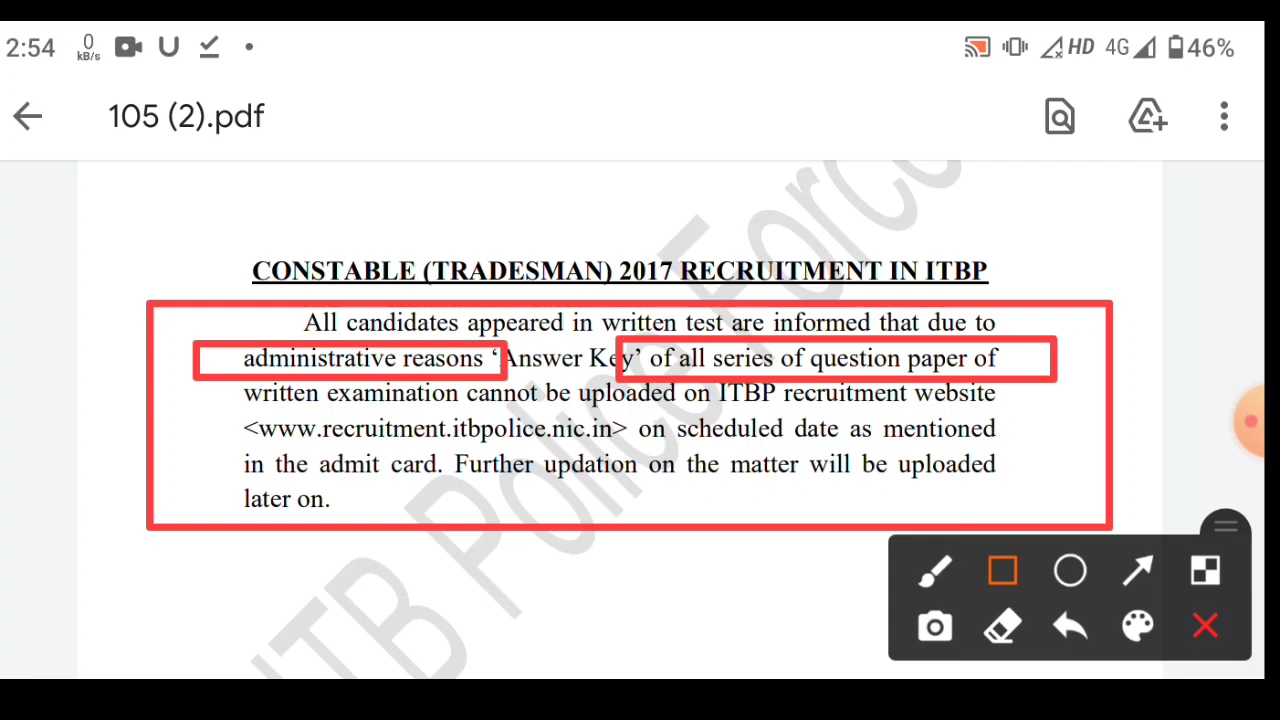 2:54 0 kB/s HD 4G 46%
105 (2).pdf
CONSTABLE (TRADESMAN) 2017 RECRUITMENT IN ITBP
All candidates appeared in written test are informed that due to
administrative reasons ‘Answer Key’ of all series of question paper of
written examination cannot be uploaded on ITBP recruitment website
<www.recruitment.itbpolice.nic.in> on scheduled date as mentioned
in the admit card. Further updation on the matter will be uploaded
later on.
ITB Police Force